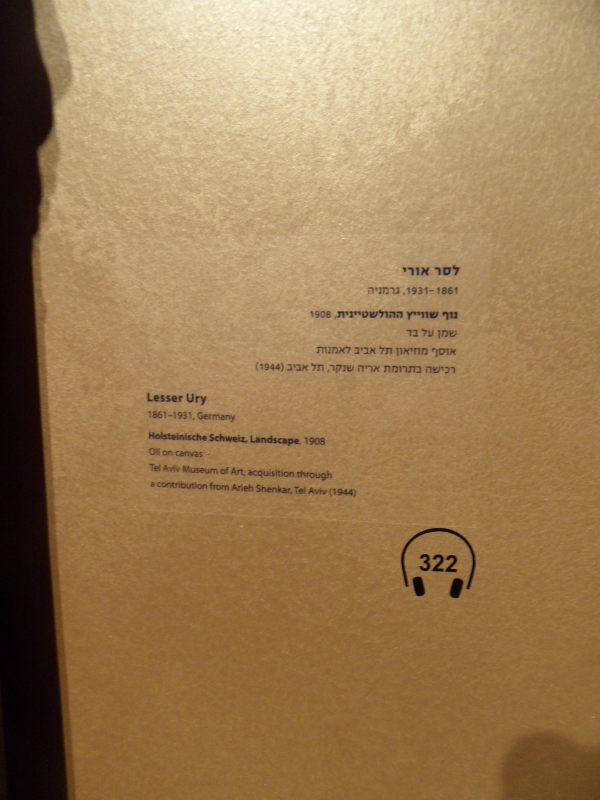 לסר אורי
1931-1861, גרמניה
נוף שווייץ ההולשטיינית, 1908
שמן על בד
אוסף מוזיאון תל אביב לאמנות
רכישה בתרומת אריה שנקר, תל אביב (1944)
Lesser Ury
1861–1931, Germany
Holsteinische Schweiz, Landscape, 1908
Oil on canvas
Tel Aviv Museum of Art, acquisition through
a contribution from Arieh Shenkar, Tel Aviv (1944)
322